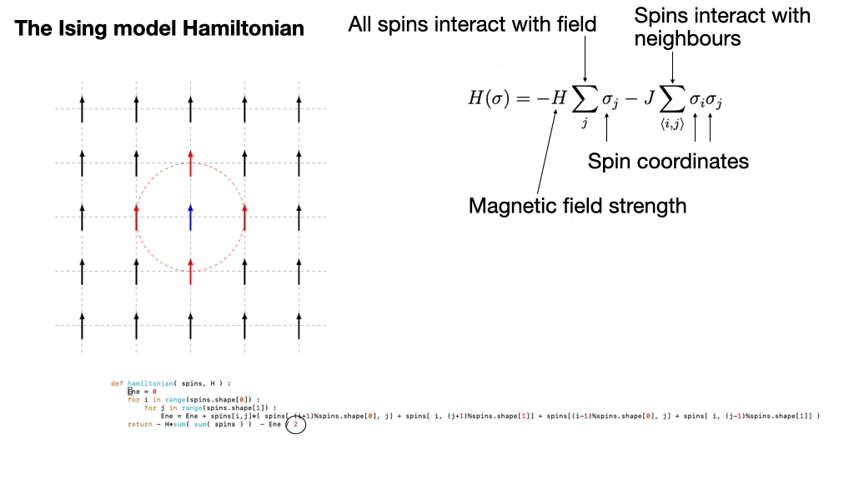 The Ising model Hamiltonian
All spins interact with field
Spins interact with
neighbours
H(σ) = −H ∑ σj − J ∑ σiσj
j
⟨i,j⟩
Spin coordinates
Magnetic field strength
def hamiltonian( spins, H ) :
Ene = 0
for i in range(spins.shape[0]) :
for j in range(spins.shape[1]) :
Ene = Ene + spins[i,j]*( spins[ (i+1)%spins.shape[0], j] + spins[ i, (j+1)%spins.shape[1]] + spins[(i-1)%spins.shape[0], j] + spins[ i, (j-1)%spins.shape[1]] )
return - H*sum( sum( spins ) ) - Ene / 2